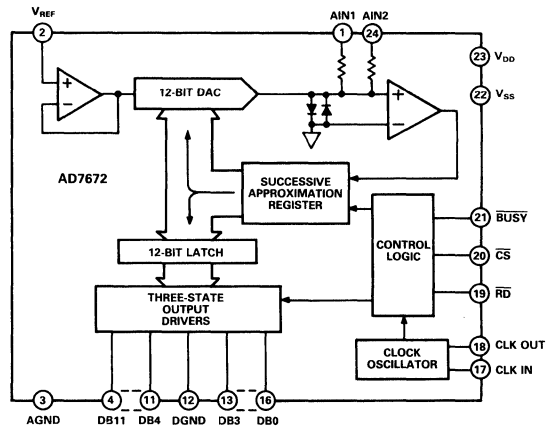 VREF
AIN1 AIN2
2
1
24
23 VDD
22 VSS
+
−
12-BIT DAC
+
−
AD7672
SUCCESSIVE
APPROXIMATION
REGISTER
CONTROL
LOGIC
21 BUSY
20 CS
19 RD
12-BIT LATCH
THREE-STATE
OUTPUT
DRIVERS
CLOCK
OSCILLATOR
18 CLK OUT
17 CLK IN
3
4
11
12
13
16
AGND DB11 DB4 DGND DB3 DB0